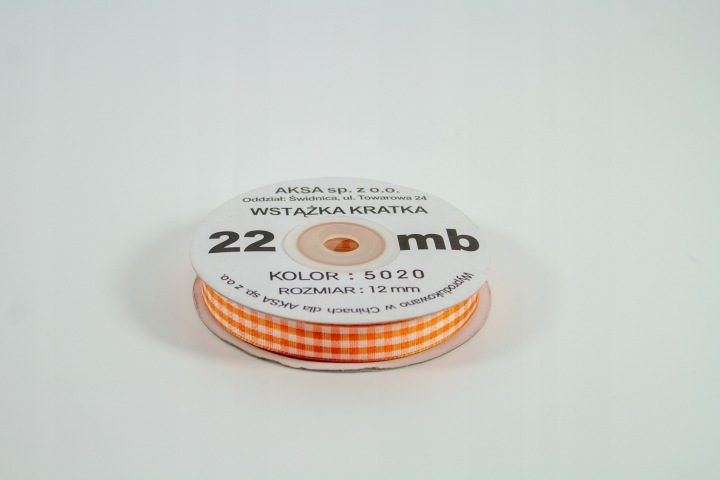 AKSA sp. z o.o.
Oddział: Świdnica, ul. Towarowa 24
WSTĄŻKA KRATKA
22 mb
KOLOR : 5020
ROZMIAR : 12 mm
Wyprodukowano w Chinach dla AKSA sp. z o.o.